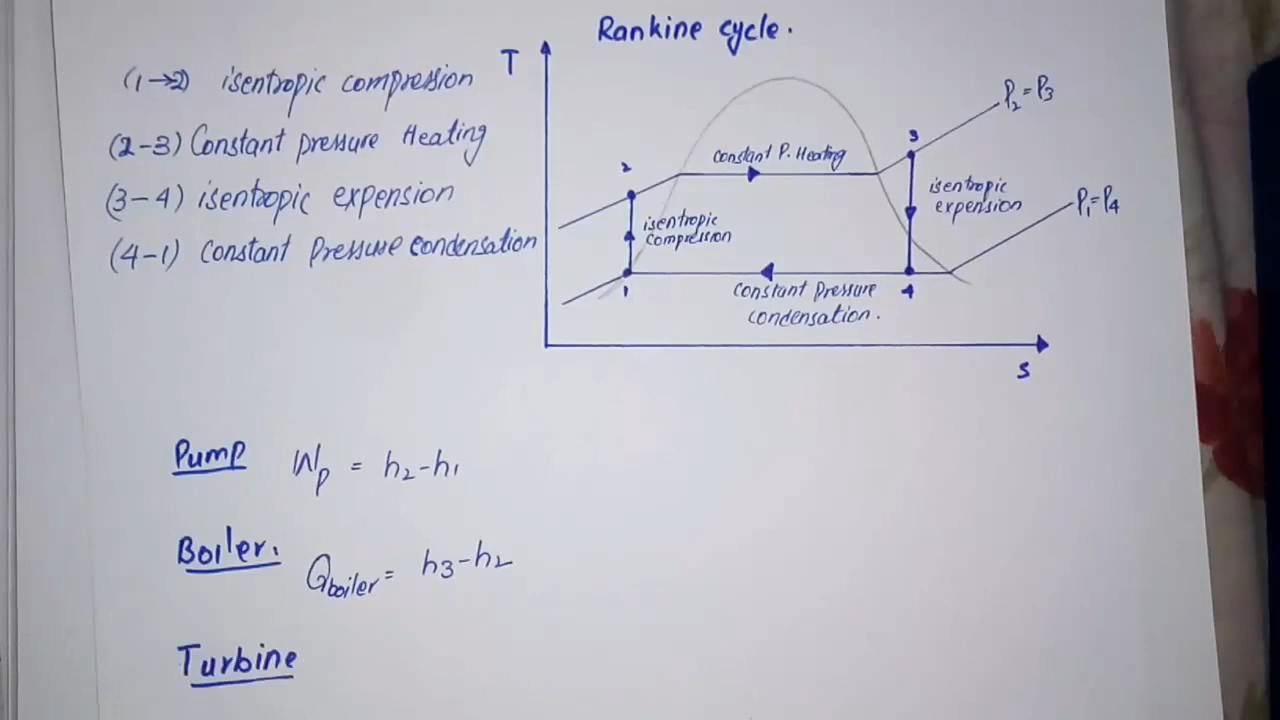 Rankine cycle.
(1→2) isentropic compression
(2-3) Constant pressure Heating
(3-4) isentropic expension
(4-1) Constant Pressure condensation
T
P₂=P₃
3
constant P. Heating
2
isentropic
expension
P₁=P₄
isentropic
compression
1
constant pressure
condensation.
4
s
Pump Wp = h₂-h₁
Boiler. Qboiler = h₃-h₂
Turbine